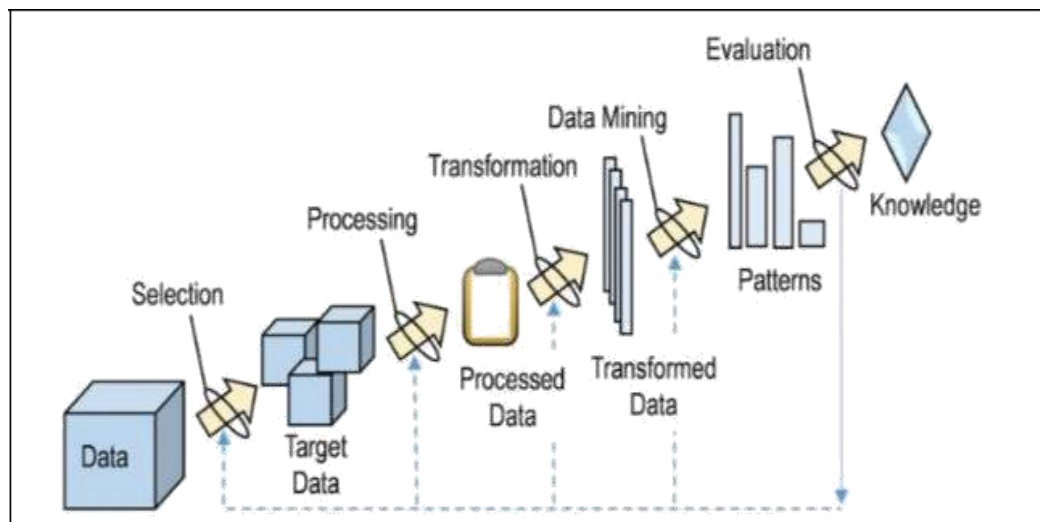 Evaluation
Data Mining
Transformation
Knowledge
Processing
Patterns
Selection
Transformed
Data
Processed
Data
Target
Data
Data